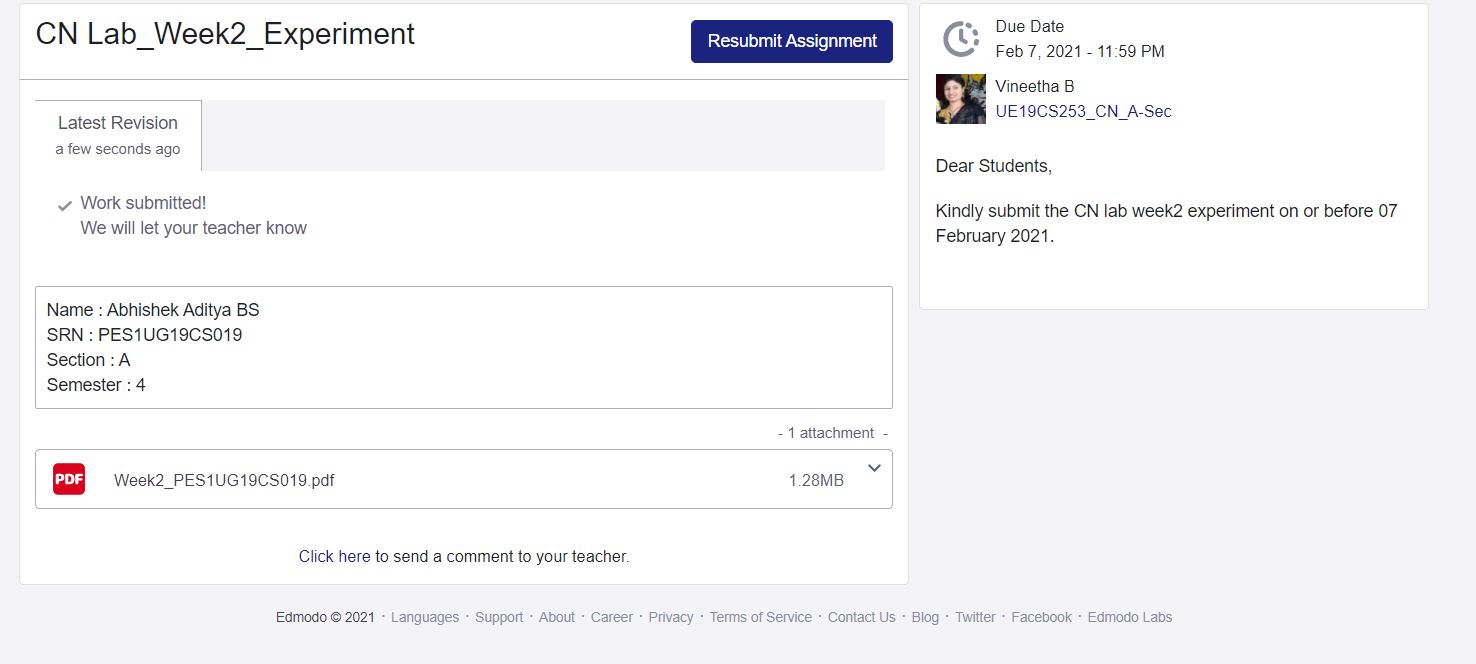 CN Lab_Week2_Experiment
Resubmit Assignment
Latest Revision
a few seconds ago
Work submitted!
We will let your teacher know
Name : Abhishek Aditya BS
SRN : PES1UG19CS019
Section : A
Semester : 4
- 1 attachment -
PDF
Week2_PES1UG19CS019.pdf
1.28MB
Click here to send a comment to your teacher.
Due Date
Feb 7, 2021 - 11:59 PM
Vineetha B
UE19CS253_CN_A-Sec
Dear Students,
Kindly submit the CN lab week2 experiment on or before 07
February 2021.
Edmodo © 2021 · Languages · Support · About · Career · Privacy · Terms of Service · Contact Us · Blog · Twitter · Facebook · Edmodo Labs